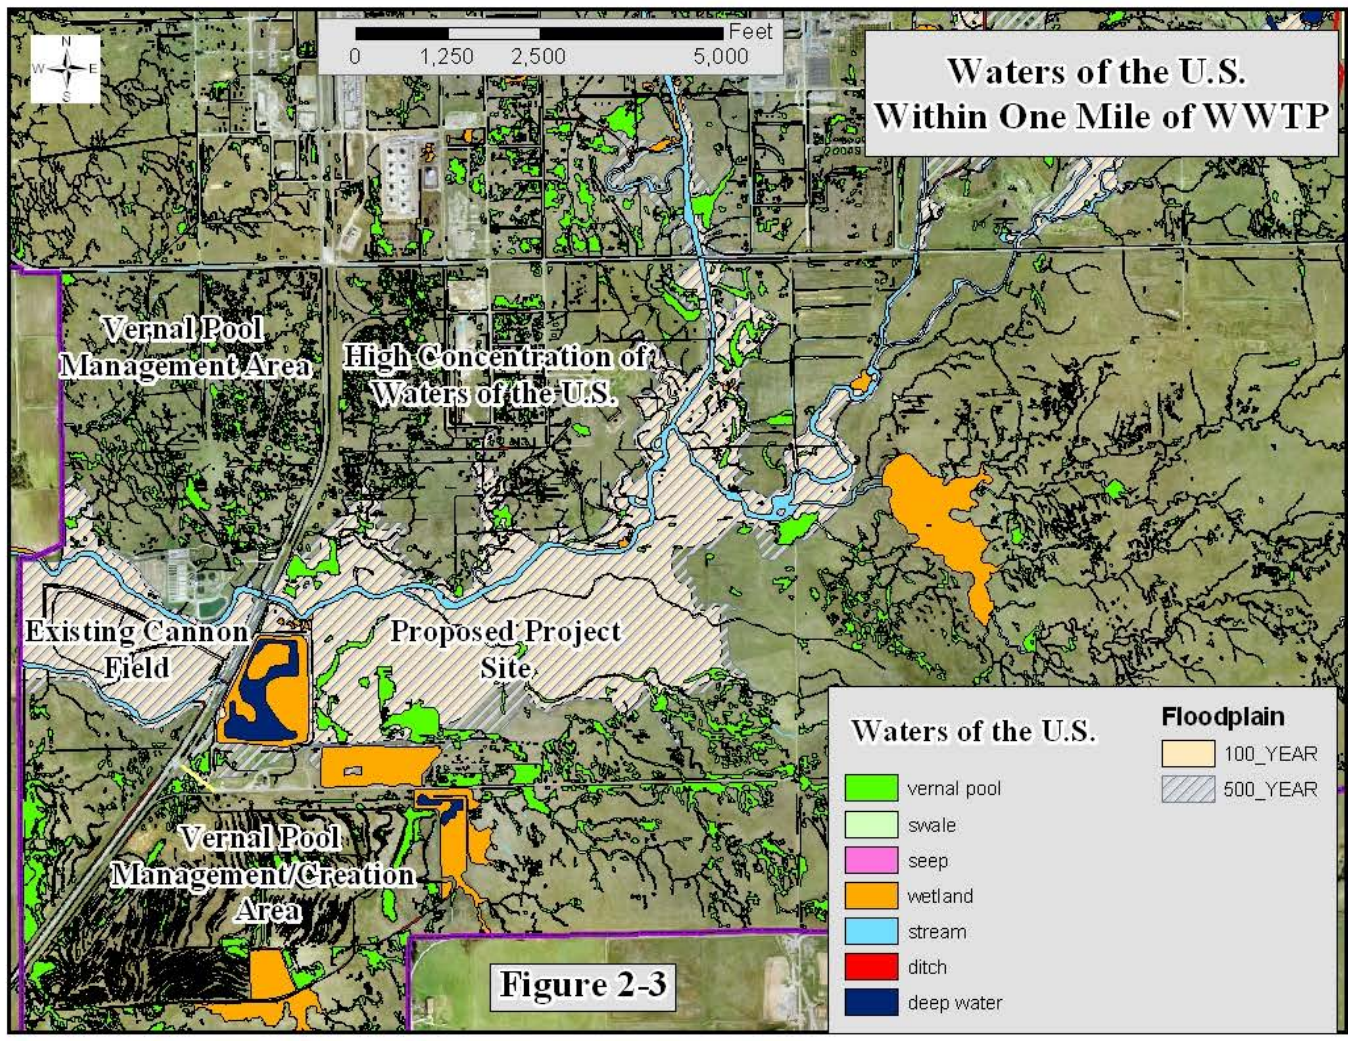 N
W E
S
Feet
0 1,250 2,500 5,000
Waters of the U.S.
Within One Mile of WWTP
Vernal Pool
Management Area
High Concentration of
Waters of the U.S.
Existing Cannon
Field
Proposed Project
Site
Vernal Pool
Management/Creation
Area
Figure 2-3
Waters of the U.S.
vernal pool
swale
seep
wetland
stream
ditch
deep water
Floodplain
100_YEAR
500_YEAR